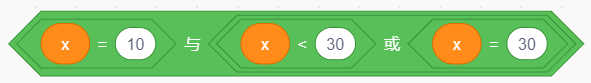 x = 10 与 x < 30 或 x = 30